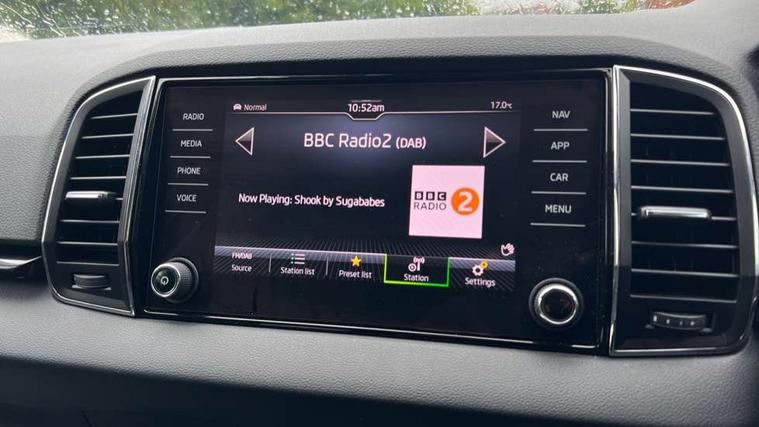 RADIO
MEDIA
PHONE
VOICE
Normal
10:52am
17.0°c
BBC Radio2 (DAB)
Now Playing: Shook by Sugababes
BBC
RADIO 2
FM/DAB
Source
Station list
Preset list
Station
Settings
NAV
APP
CAR
MENU